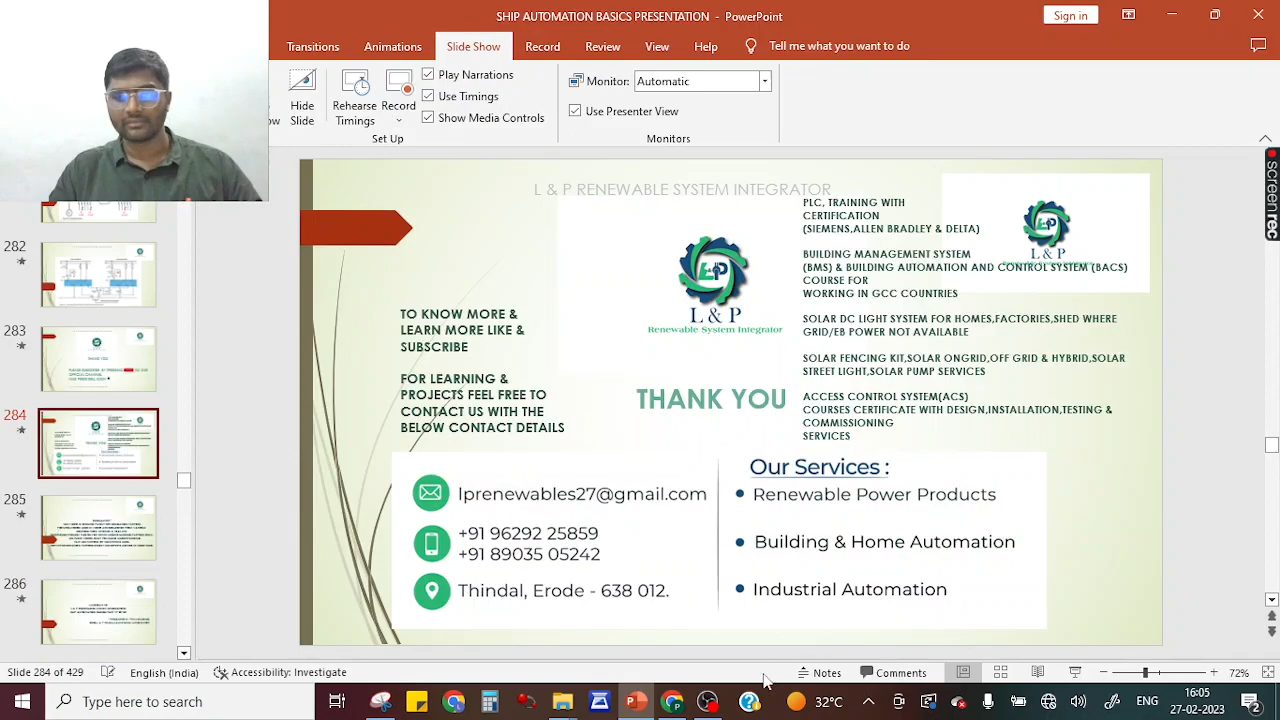 SHIP AUTOMATION BASICS
Sign in
Transitions Animations Slide Show Record Review View Help Tell me what you want to do
Play Narrations
Use Timings
Show Media Controls
Hide
Slide
Rehearse
Timings
Record
Set Up
Monitor: Automatic
Use Presenter View
Monitors
Screen rec
L & P RENEWABLE SYSTEM INTEGRATOR
PLC, TRAINING WITH
CERTIFICATION
(SIEMENS,ALLEN BRADLEY & DELTA)
BUILDING MANAGEMENT SYSTEM
(BMS) & BUILDING AUTOMATION AND CONTROL SYSTEM (BACS)
COURSE FOR
WORKING IN GCC COUNTRIES
SOLAR DC LIGHT SYSTEM FOR HOMES,FACTORIES,SHED WHERE
GRID/EB POWER NOT AVAILABLE
SOLAR FENCING KIT,SOLAR ONGRID,OFF GRID & HYBRID,SOLAR
STREET LIGHT,SOLAR PUMP SERVICES
ACCESS CONTROL SYSTEM(ACS)
COURSES CERTIFICATE WITH DESIGN,INSTALLATION,TESTING &
COMMISSIONING
SERVICES
L & P
L & P
Renewable System Integrator
THANK YOU
TO KNOW MORE &
LEARN MORE LIKE &
SUBSCRIBE
FOR LEARNING &
PROJECTS FEEL FREE TO
CONTACT US WITH THE
BELOW CONTACT DETAILS
lprenewables27@gmail.com
+91 96292 25859
+91 89035 05242
Thindal, Erode - 638 012.
Our Services :
Renewable Power Products
Building & Home Automation
Industrial Automation
282
283
284
285
286
Slide 284 of 429 English (India) Accessibility: Investigate Notes Comments 72%
Type here to search
27°C
ENG
16:05
27-02-2023
2